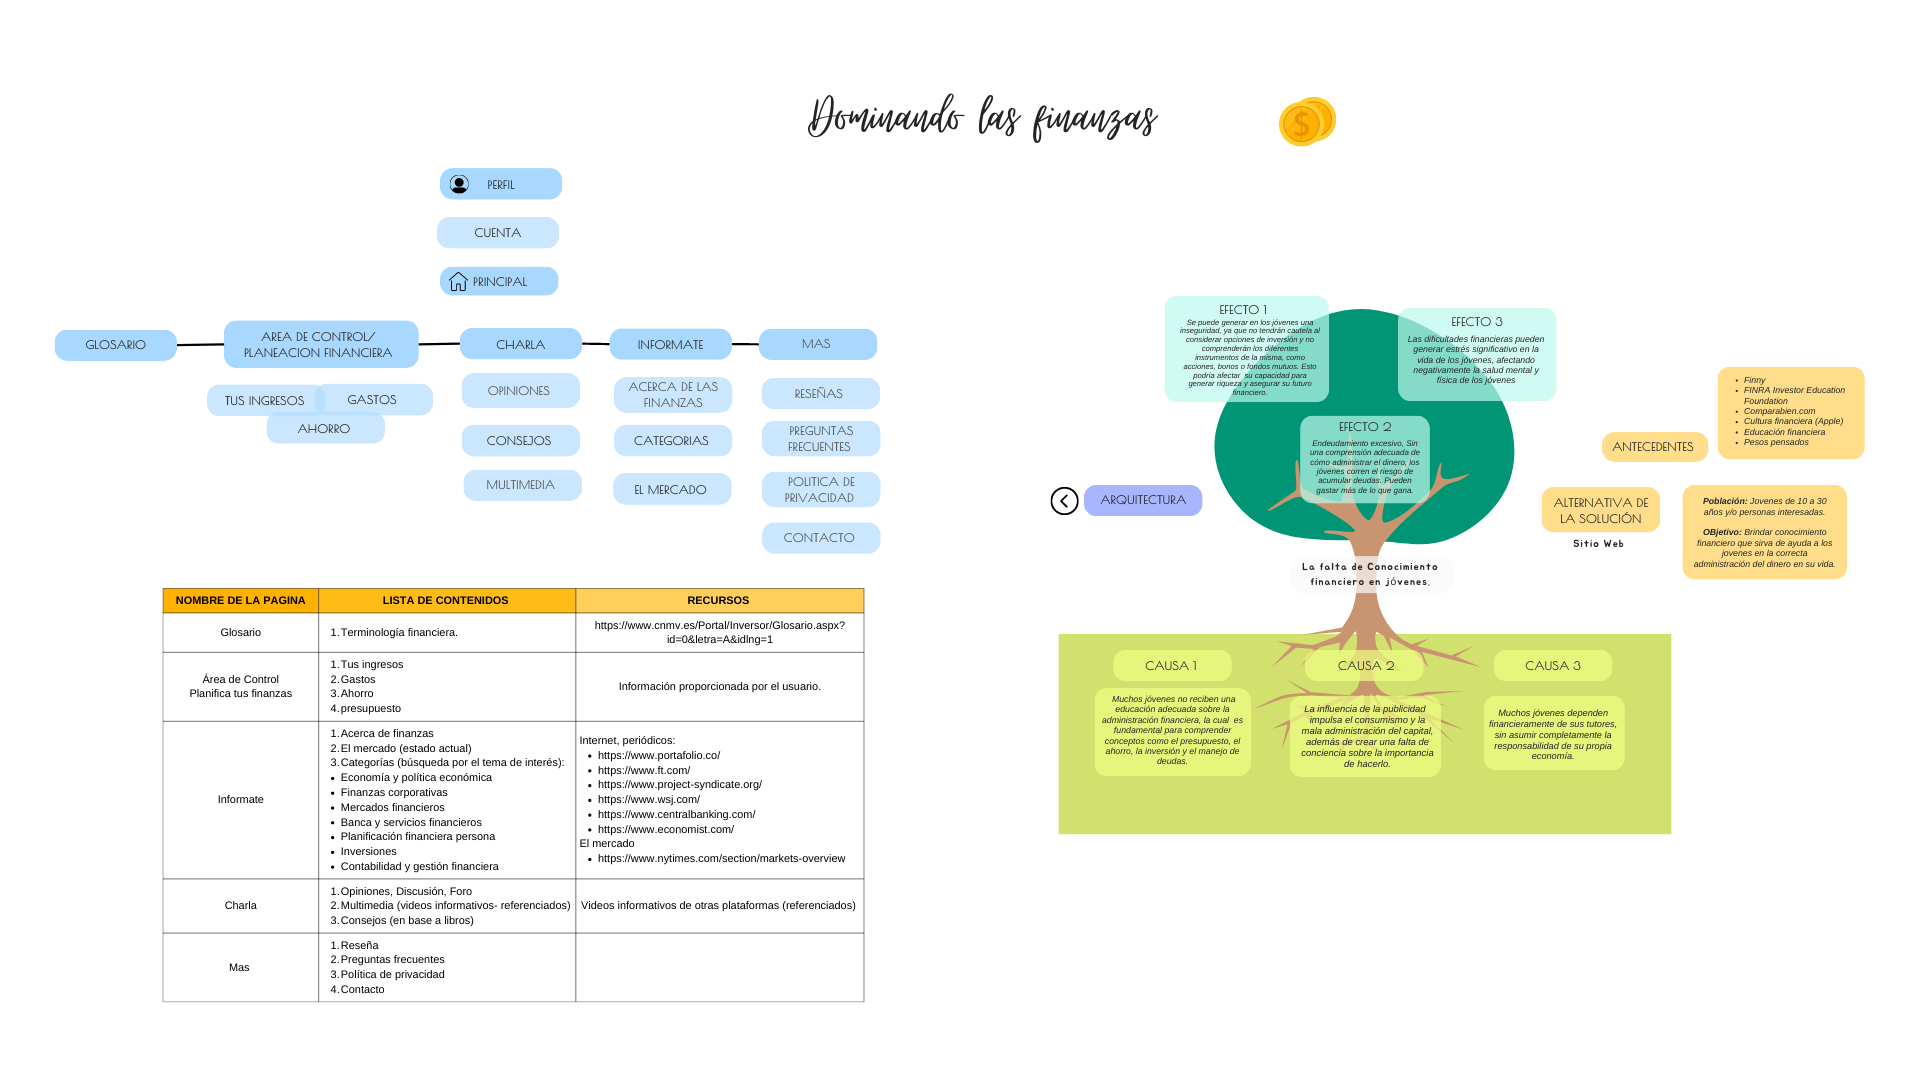 Dominando las finanzas
PERFIL
CUENTA
PRINCIPAL
GLOSARIO
AREA DE CONTROL/
PLANEACION FINANCIERA
CHARLA
INFORMATE
MAS
TUS INGRESOS
GASTOS
AHORRO
OPINIONES
CONSEJOS
MULTIMEDIA
ACERCA DE LAS
FINANZAS
CATEGORIAS
EL MERCADO
RESEÑAS
PREGUNTAS
FRECUENTES
POLITICA DE
PRIVACIDAD
CONTACTO
NOMBRE DE LA PAGINA
LISTA DE CONTENIDOS
RECURSOS
Glosario
1. Terminología financiera.
https://www.cnmv.es/Portal/Inversor/Glosario.aspx?
id=0&letra=A&idlng=1
Área de Control
Planifica tus finanzas
1. Tus ingresos
2. Gastos
3. Ahorro
4. presupuesto
Información proporcionada por el usuario.
Informate
1. Acerca de finanzas
2. El mercado (estado actual)
3. Categorías (búsqueda por el tema de interés):
• Economía y política económica
• Finanzas corporativas
• Mercados financieros
• Banca y servicios financieros
• Planificación financiera persona
• Inversiones
• Contabilidad y gestión financiera
Internet, periódicos:
• https://www.portafolio.co/
• https://www.ft.com/
• https://www.project-syndicate.org/
• https://www.wsj.com/
• https://www.centralbanking.com/
• https://www.economist.com/
El mercado
• https://www.nytimes.com/section/markets-overview
Charla
1. Opiniones, Discusión, Foro
2. Multimedia (videos informativos- referenciados)
3. Consejos (en base a libros)
Videos informativos de otras plataformas (referenciados)
Mas
1. Reseña
2. Preguntas frecuentes
3. Política de privacidad
4. Contacto
ARQUITECTURA
EFECTO 1
Se puede generar en los jóvenes una
inseguridad, ya que no tendrán cautela al
considerar opciones de inversión y no
comprenderán los diferentes
instrumentos de la misma, como
acciones, bonos o fondos mutuos. Esto
podría afectar su capacidad para
generar riqueza y asegurar su futuro
financiero.
EFECTO 3
Las dificultades financieras pueden
generar estrés significativo en la
vida de los jóvenes, afectando
negativamente la salud mental y
física de los jóvenes
EFECTO 2
Endeudamiento excesivo, Sin
una comprensión adecuada de
cómo administrar el dinero, los
jóvenes corren el riesgo de
acumular deudas. Pueden
gastar más de lo que gana.
La falta de Conocimiento
financiero en jóvenes.
CAUSA 1
Muchos jóvenes no reciben una
educación adecuada sobre la
administración financiera, la cual es
fundamental para comprender
conceptos como el presupuesto, el
ahorro, la inversión y el manejo de
deudas.
CAUSA 2
La influencia de la publicidad
impulsa el consumismo y la
mala administración del capital,
además de crear una falta de
conciencia sobre la importancia
de hacerlo.
CAUSA 3
Muchos jóvenes dependen
financieramente de sus tutores,
sin asumir completamente la
responsabilidad de su propia
economía.
ANTECEDENTES
• Finny
• FINRA Investor Education
Foundation
• Comparabien.com
• Cultura financiera (Apple)
• Educación financiera
• Pesos pensados
ALTERNATIVA DE
LA SOLUCIÓN
Sitio Web
Población: Jovenes de 10 a 30
años y/o personas interesadas.
OBjetivo: Brindar conocimiento
financiero que sirva de ayuda a los
jovenes en la correcta
administración del dinero en su vida.